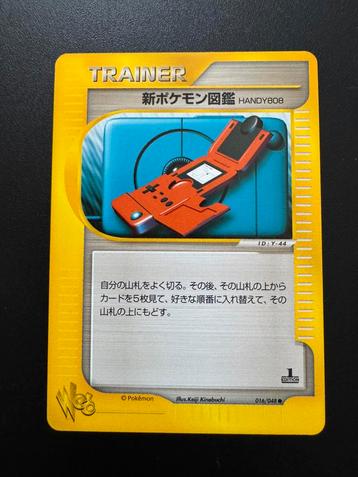 TRAINER
新ポケモン図鑑 HANDY808
ID:Y-44
自分の山札をよく切る。その後、その山札の上から
カードを5枚見て、好きな順番に入れ替えて、その
山札の上にもどす。
1
EDITION
Web
© Pokémon Illus.Keiji Kinebuchi 016/048 ●